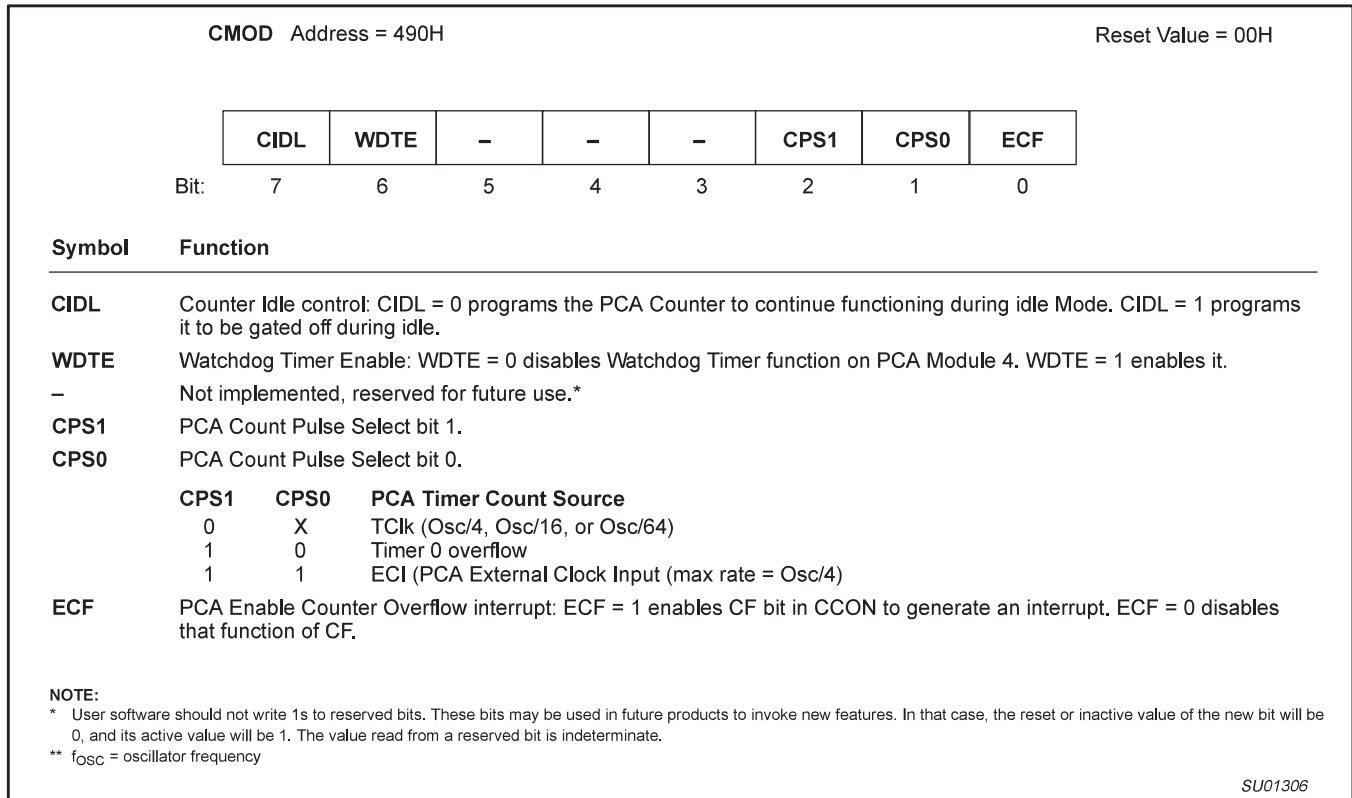 CMOD Address = 490H Reset Value = 00H
CIDL WDTE – – – CPS1 CPS0 ECF
Bit: 7 6 5 4 3 2 1 0
Symbol Function
CIDL Counter Idle control: CIDL = 0 programs the PCA Counter to continue functioning during idle Mode. CIDL = 1 programs
it to be gated off during idle.
WDTE Watchdog Timer Enable: WDTE = 0 disables Watchdog Timer function on PCA Module 4. WDTE = 1 enables it.
– Not implemented, reserved for future use.*
CPS1 PCA Count Pulse Select bit 1.
CPS0 PCA Count Pulse Select bit 0.
CPS1 CPS0 PCA Timer Count Source
0 X TClk (Osc/4, Osc/16, or Osc/64)
1 0 Timer 0 overflow
1 1 ECI (PCA External Clock Input (max rate = Osc/4)
ECF PCA Enable Counter Overflow interrupt: ECF = 1 enables CF bit in CCON to generate an interrupt. ECF = 0 disables
that function of CF.
NOTE:
* User software should not write 1s to reserved bits. These bits may be used in future products to invoke new features. In that case, the reset or inactive value of the new bit will be
0, and its active value will be 1. The value read from a reserved bit is indeterminate.
** fOSC = oscillator frequency
SU01306